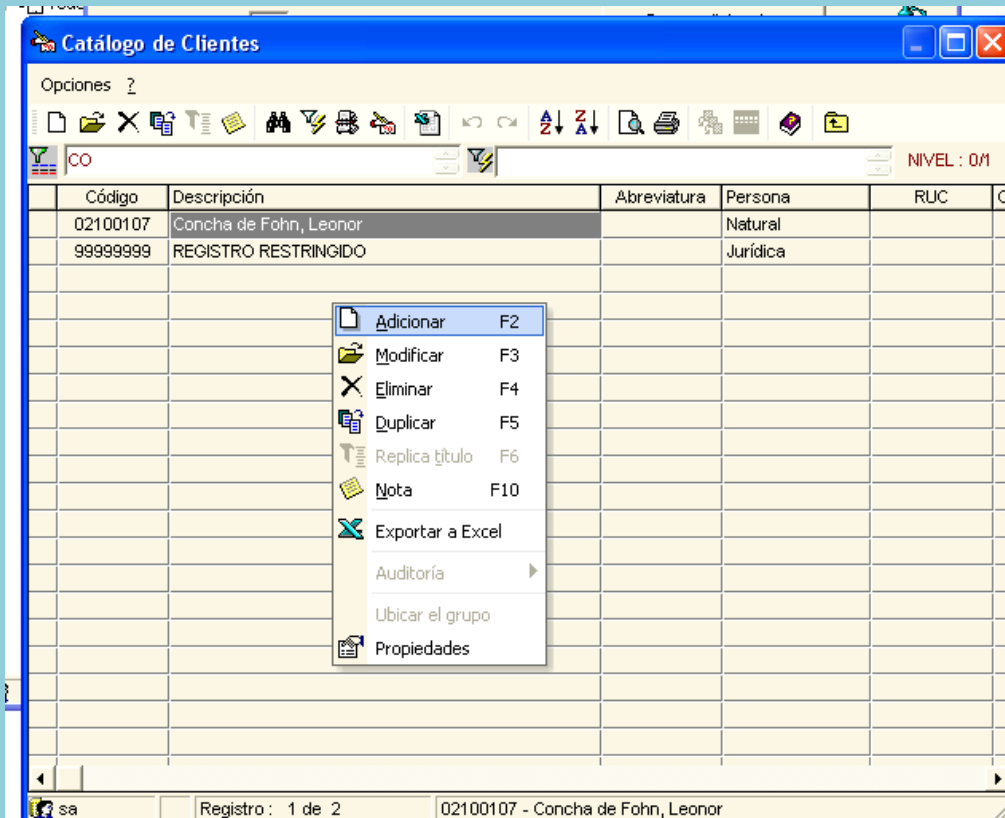 Catálogo de Clientes
Opciones ?
CO
NIVEL : 0/1
Código Descripción Abreviatura Persona RUC
02100107 Concha de Fohn, Leonor Natural
99999999 REGISTRO RESTRINGIDO Jurídica
Adicionar F2
Modificar F3
Eliminar F4
Duplicar F5
Replica título F6
Nota F10
Exportar a Excel
Auditoría
Ubicar el grupo
Propiedades
sa Registro : 1 de 2 02100107 - Concha de Fohn, Leonor